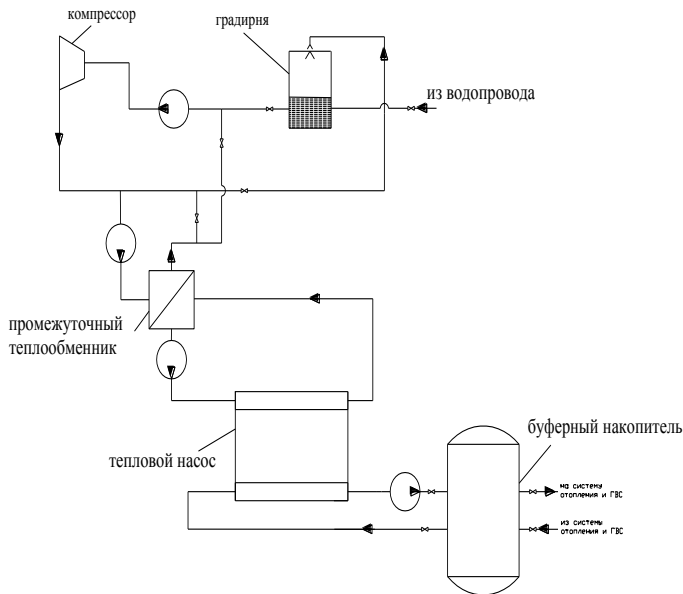 компрессор
градирня
из водопровода
промежуточный
теплообменник
тепловой насос
буферный накопитель
на систему
отопления и ГВС
из системы
отопления и ГВС